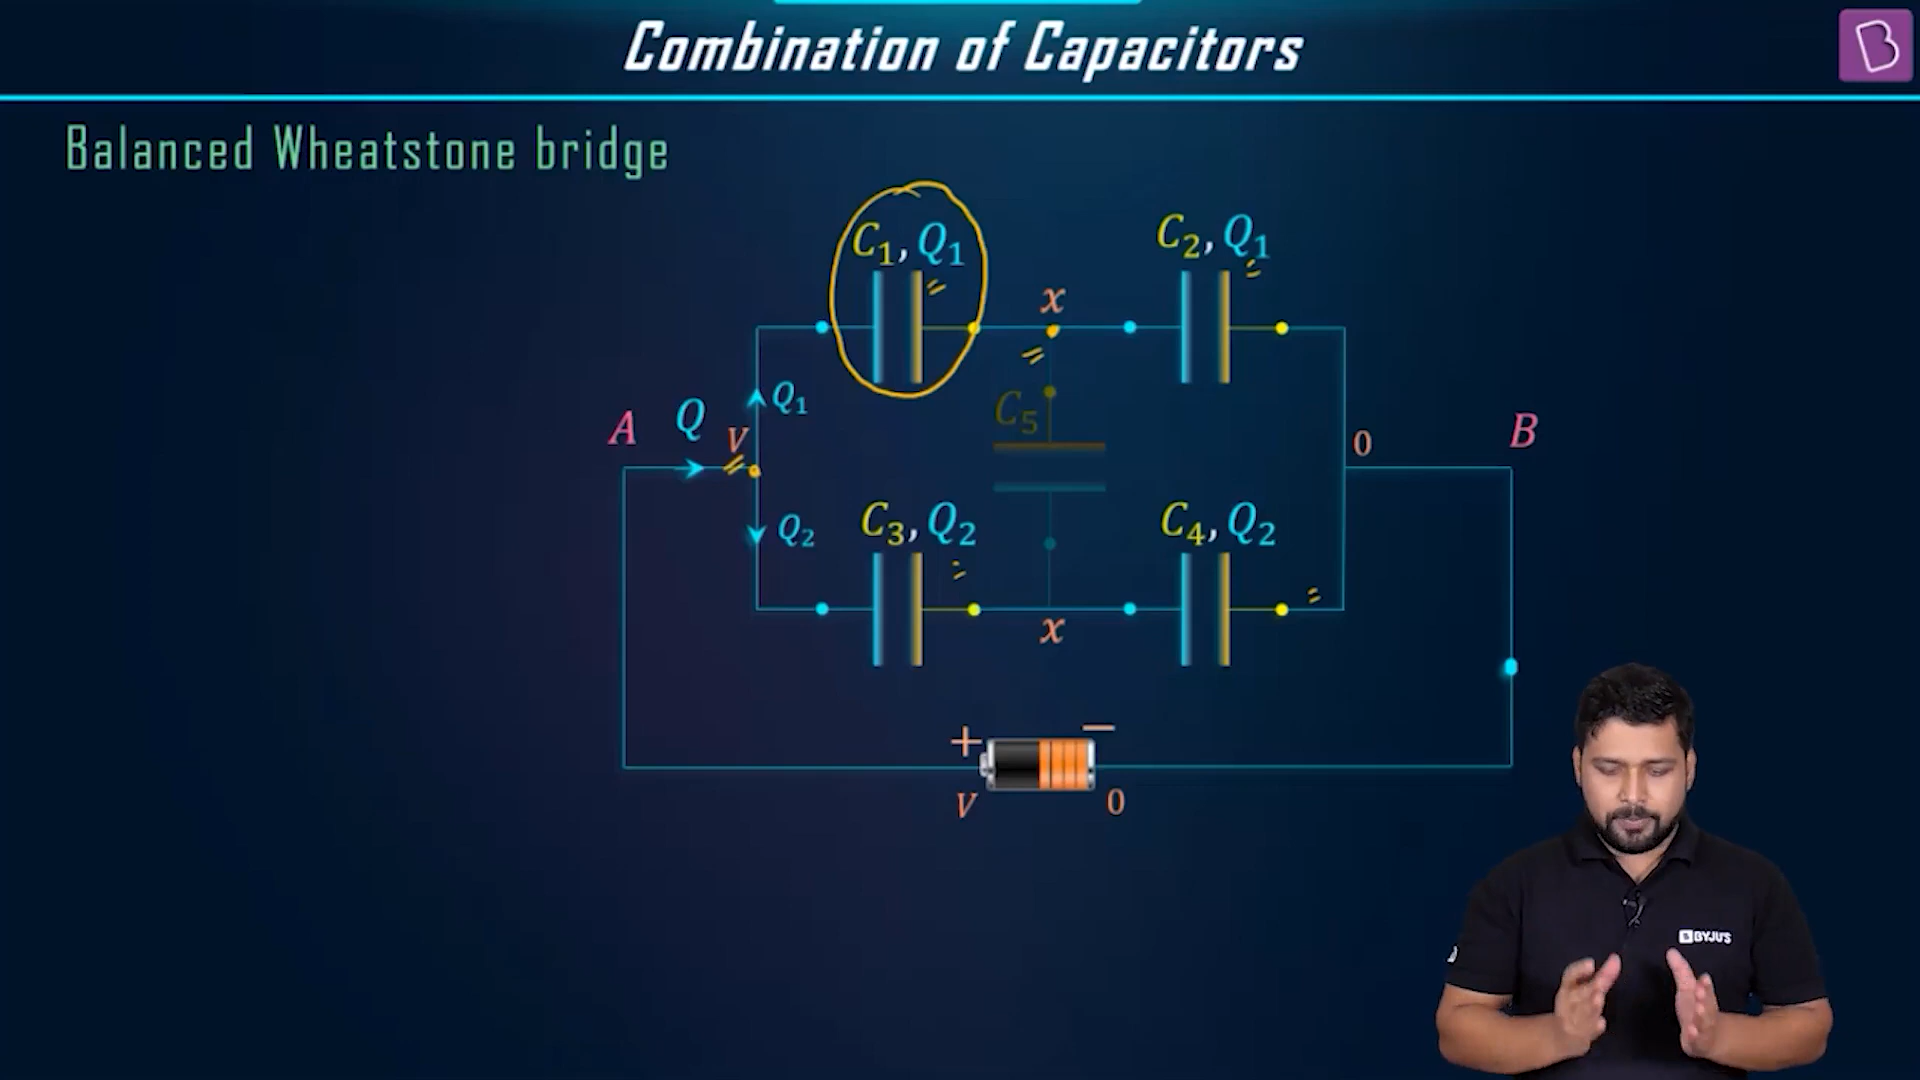 Combination of Capacitors
B
Balanced Wheatstone bridge
C₁, Q₁
C₂, Q₁
x
Q₁
C₅
A
Q
V
0
B
Q₂
C₃, Q₂
C₄, Q₂
x
+
−
V
0
BYJU'S